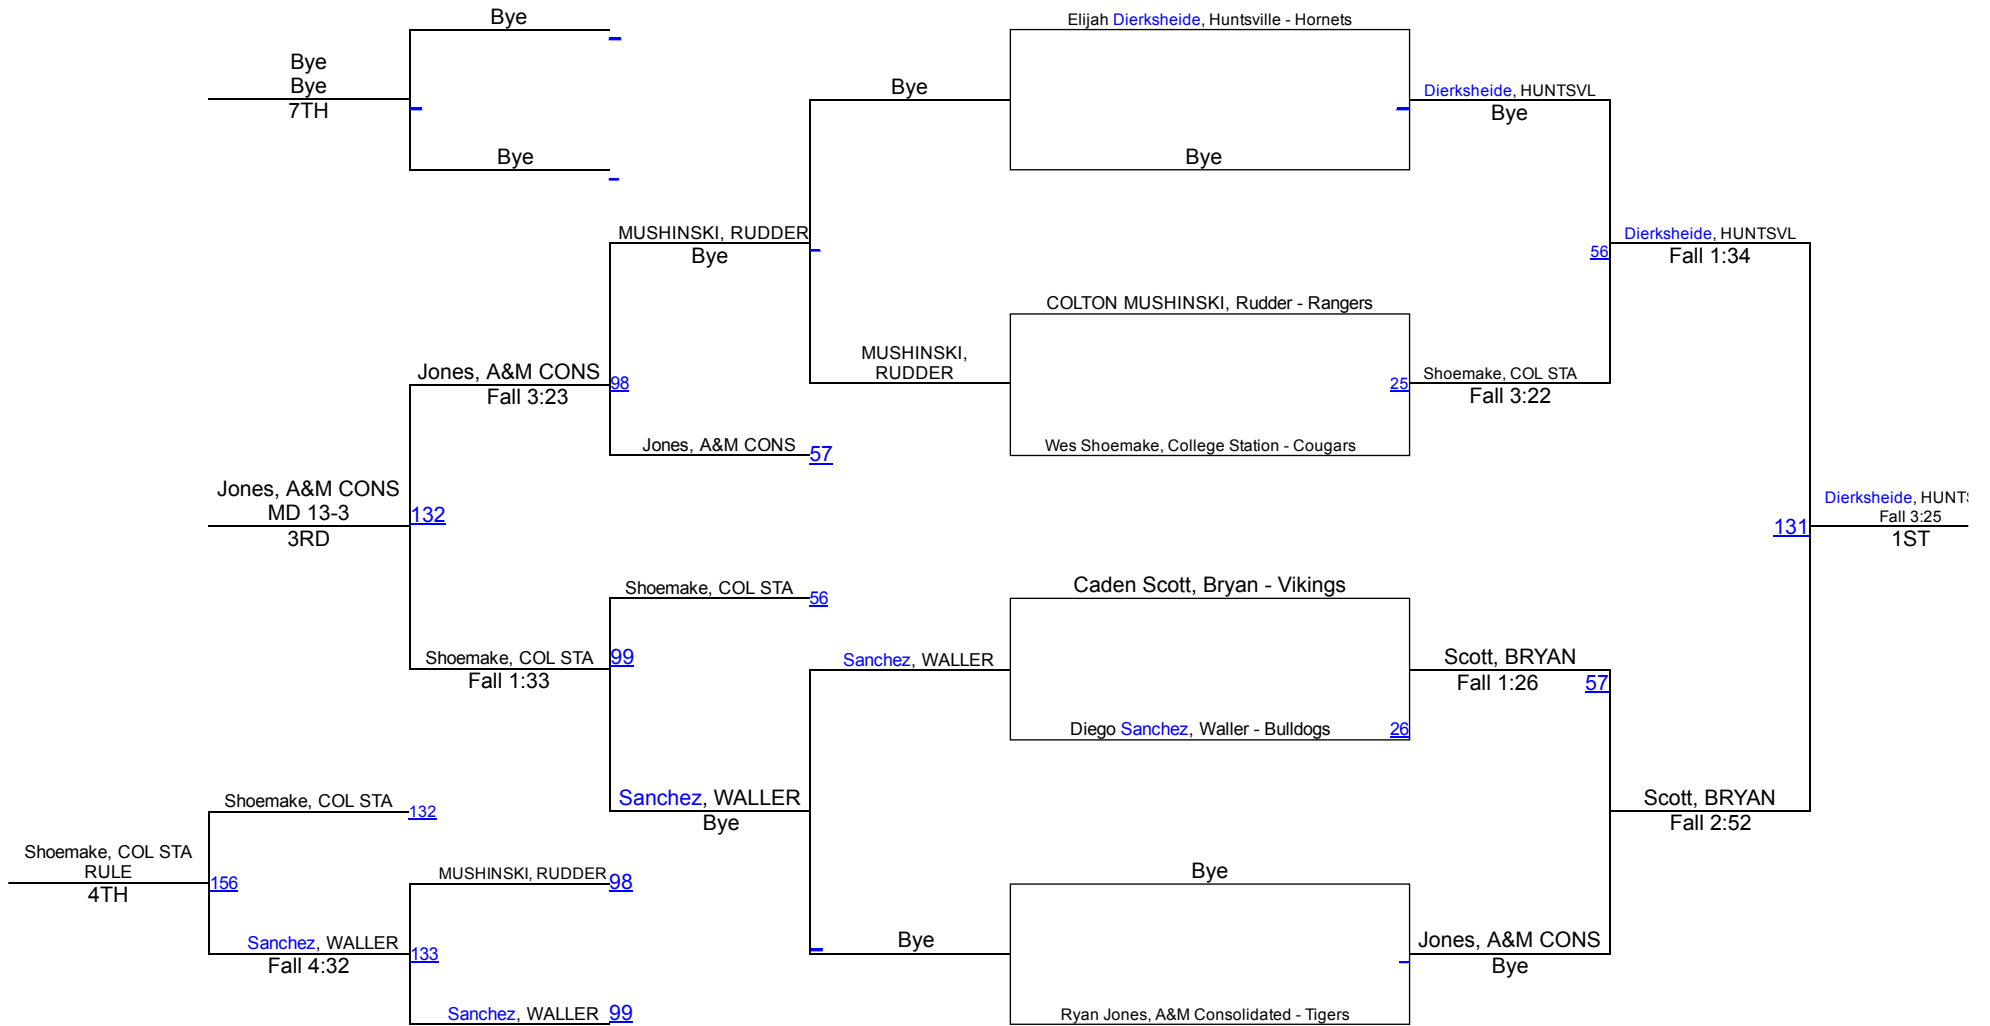 Bye
Elijah Dierksheide, Huntsville - Hornets
Bye
Bye
7TH
Bye
Dierksheide, HUNTSVL
Bye
Bye
Bye
MUSHINSKI, RUDDER
Bye
Dierksheide, HUNTSVL
56
Fall 1:34
COLTON MUSHINSKI, Rudder - Rangers
MUSHINSKI,
RUDDER
Jones, A&M CONS
98
Fall 3:23
25
Shoemake, COL STA
Fall 3:22
Jones, A&M CONS
57
Wes Shoemake, College Station - Cougars
Jones, A&M CONS
MD 13-3
132
3RD
Dierksheide, HUNTS
Fall 3:25
131
1ST
Shoemake, COL STA
56
Caden Scott, Bryan - Vikings
Shoemake, COL STA
99
Fall 1:33
Sanchez, WALLER
Scott, BRYAN
Fall 1:26
57
Diego Sanchez, Waller - Bulldogs
26
Shoemake, COL STA
132
Sanchez, WALLER
Bye
Scott, BRYAN
Fall 2:52
Shoemake, COL STA
RULE
156
4TH
MUSHINSKI, RUDDER
98
Bye
Sanchez, WALLER
133
Fall 4:32
Bye
Jones, A&M CONS
Bye
Sanchez, WALLER
99
Ryan Jones, A&M Consolidated - Tigers